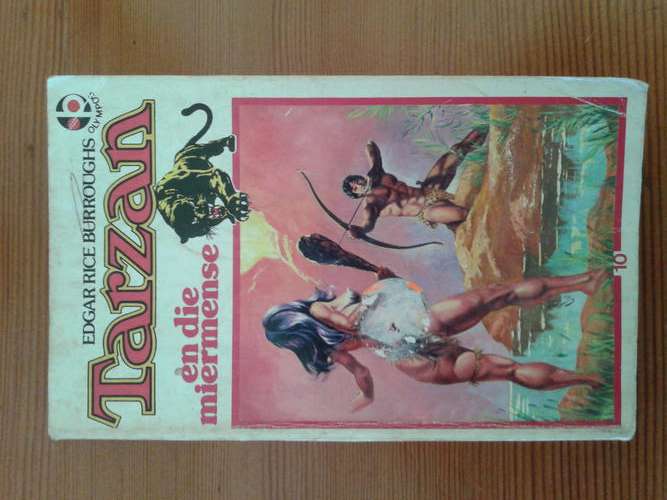 OLYMPUS
EDGAR RICE BURROUGHS
Tarzan
en die
miermense
10